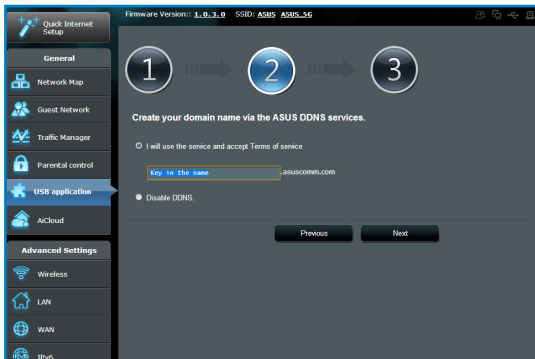 Quick Internet
Setup
Firmware Version:: 1.0.3.0 SSID: ASUS ASUS_5G
General
Network Map
Guest Network
Traffic Manager
Parental control
USB application
AiCloud
Advanced Settings
Wireless
LAN
WAN
IPv6
1
2
3
Create your domain name via the ASUS DDNS services.
I will use the service and accept Terms of service
Key in the name .asuscomm.com
Disable DDNS.
Previous
Next